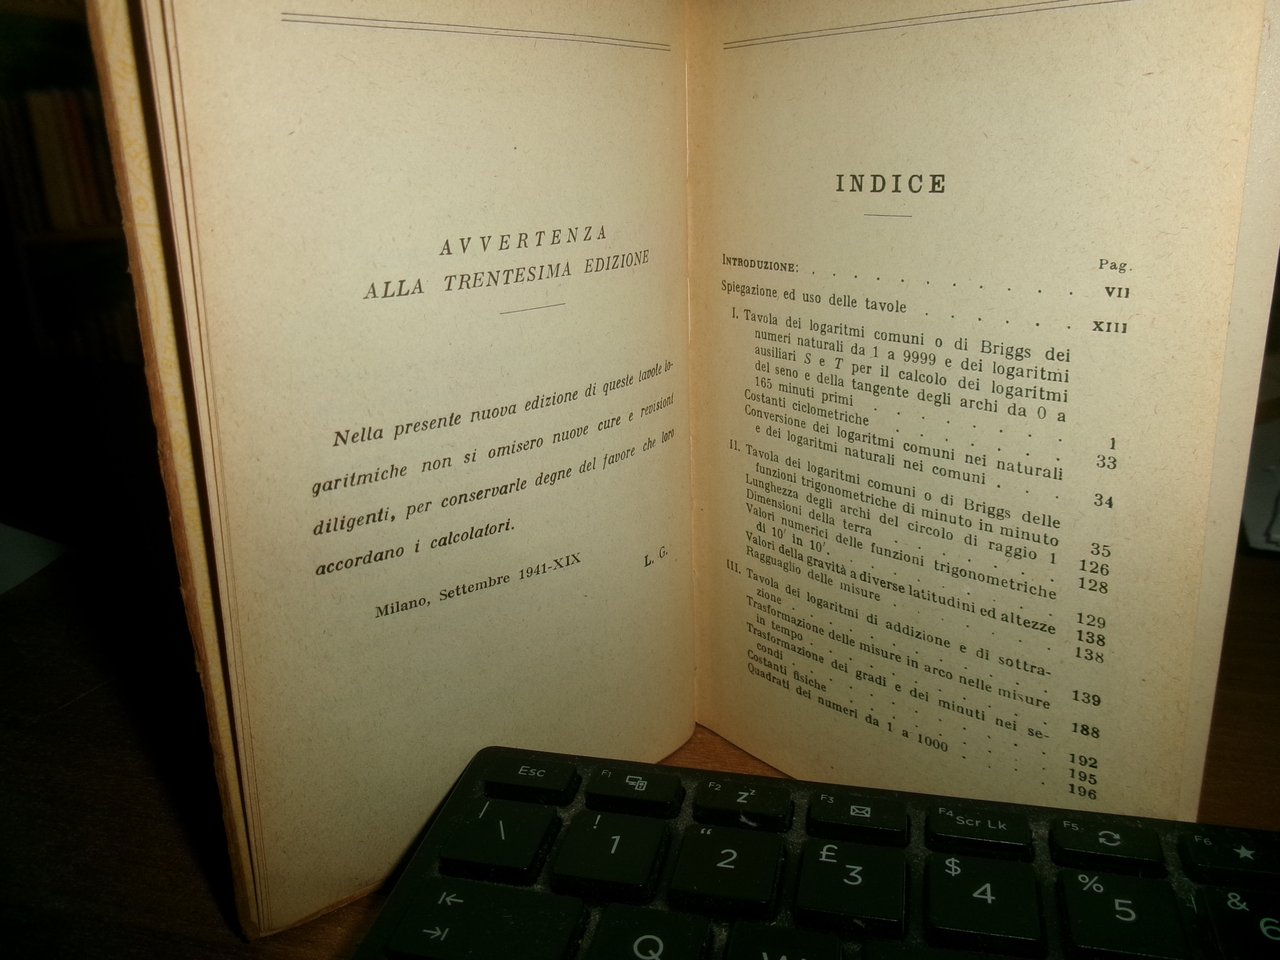 AVVERTENZA
ALLA TRENTESIMA EDIZIONE
Nella presente nuova edizione di queste tavole lo-
garitmiche non si omisero nuove cure e revisioni
diligenti, per conservarle degne del favore che loro
accordano i calcolatori.
Milano, Settembre 1941-XIX
L. G.
INDICE
Pag.
INTRODUZIONE: . . . . . . . . . VII
Spiegazione ed uso delle tavole . . . . . . XIII
I. Tavola dei logaritmi comuni o di Briggs dei
numeri naturali da 1 a 9999 e dei logaritmi
ausiliari S e T per il calcolo dei logaritmi
del seno e della tangente degli archi da 0 a
165 minuti primi . . . . . . . . 1
Costanti ciclometriche . . . . . . . 33
Conversione dei logaritmi comuni nei naturali
e dei logaritmi naturali nei comuni . . . 34
II. Tavola dei logaritmi comuni o di Briggs delle
funzioni trigonometriche di minuto in minuto 35
Lunghezza degli archi del circolo di raggio 1 126
Dimensioni della terra . . . . . . . 128
Valori numerici delle funzioni trigonometriche
di 10' in 10' . . . . . . . . . 129
Valori della gravità a diverse latitudini ed altezze 138
Ragguaglio delle misure . . . . . . 138
III. Tavola dei logaritmi di addizione e di sottra-
zione . . . . . . . . . . 139
Trasformazione delle misure in arco nelle misure
in tempo . . . . . . . . . 188
Trasformazione dei gradi e dei minuti nei se-
condi . . . . . . . . . . 192
Costanti fisiche . . . . . . . . 195
Quadrati dei numeri da 1 a 1000 . . . . 196
Esc F1 F2 zz F3 F4 Scr Lk F5 F6
| \ ! 1 “ 2 £ 3 $ 4 % 5 & 6
Q W